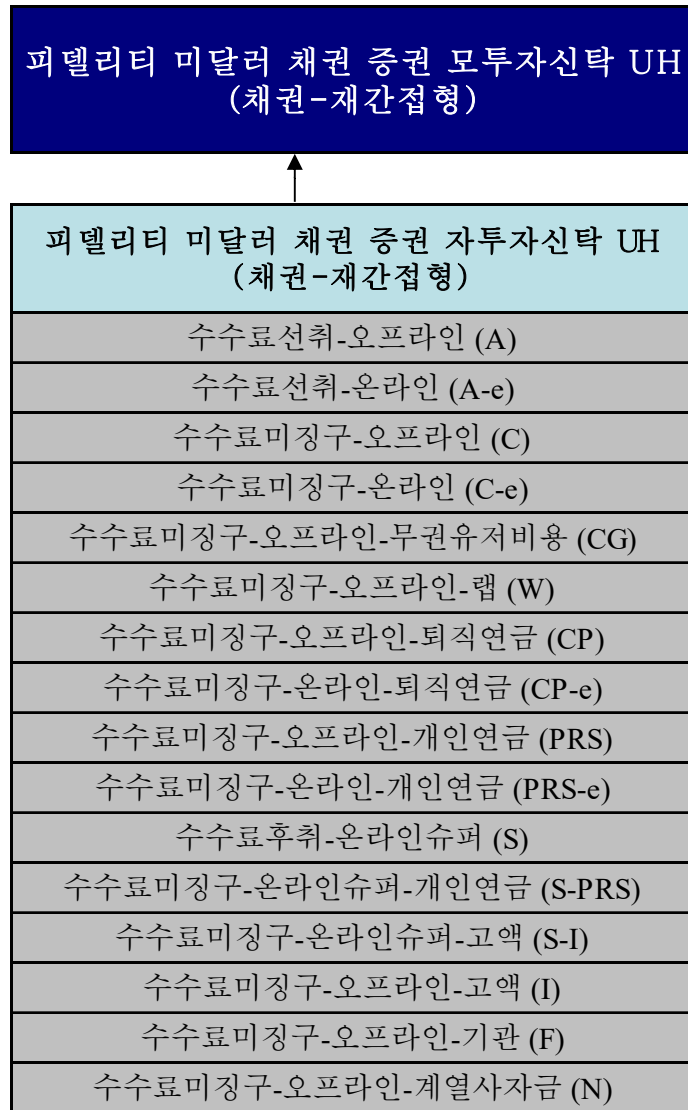 피델리티 미달러 채권 증권 모투자신탁 UH
(채권-재간접형)
피델리티 미달러 채권 증권 자투자신탁 UH
(채권-재간접형)
수수료선취-오프라인 (A)
수수료선취-온라인 (A-e)
수수료미징구-오프라인 (C)
수수료미징구-온라인 (C-e)
수수료미징구-오프라인-무권유저비용 (CG)
수수료미징구-오프라인-랩 (W)
수수료미징구-오프라인-퇴직연금 (CP)
수수료미징구-온라인-퇴직연금 (CP-e)
수수료미징구-오프라인-개인연금 (PRS)
수수료미징구-온라인-개인연금 (PRS-e)
수수료후취-온라인슈퍼 (S)
수수료미징구-온라인슈퍼-개인연금 (S-PRS)
수수료미징구-온라인슈퍼-고액 (S-I)
수수료미징구-오프라인-고액 (I)
수수료미징구-오프라인-기관 (F)
수수료미징구-오프라인-계열사자금 (N)